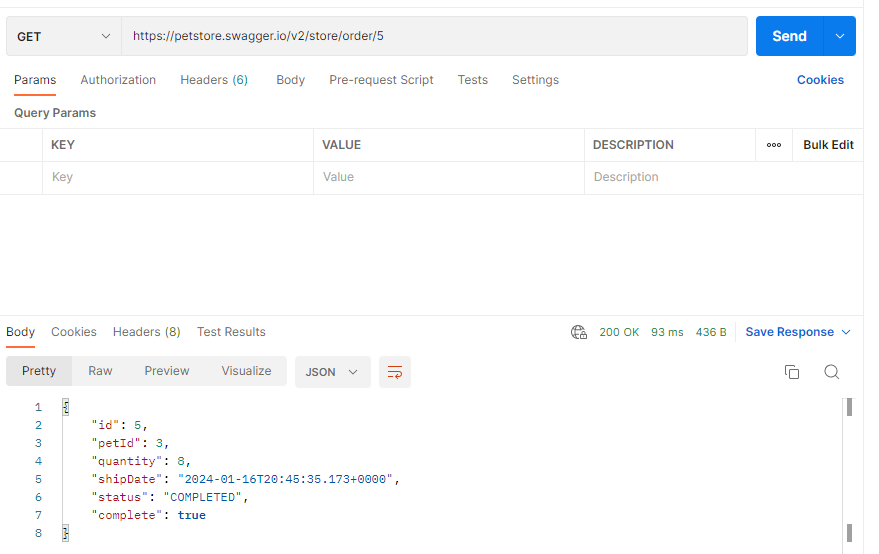 GET https://petstore.swagger.io/v2/store/order/5 Send
Params Authorization Headers (6) Body Pre-request Script Tests Settings Cookies
Query Params
KEY VALUE DESCRIPTION ooo Bulk Edit
Key Value Description
Body Cookies Headers (8) Test Results 200 OK 93 ms 436 B Save Response
Pretty Raw Preview Visualize JSON
1 {
2 "id": 5,
3 "petId": 3,
4 "quantity": 8,
5 "shipDate": "2024-01-16T20:45:35.173+0000",
6 "status": "COMPLETED",
7 "complete": true
8 }